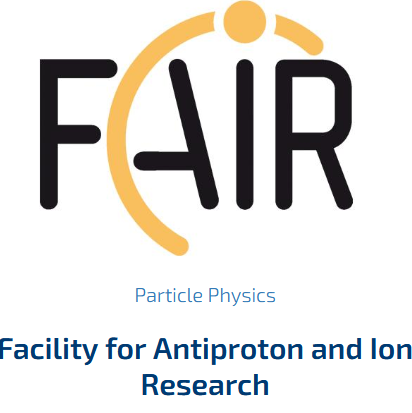 FAIR
Particle Physics
Facility for Antiproton and Ion
Research